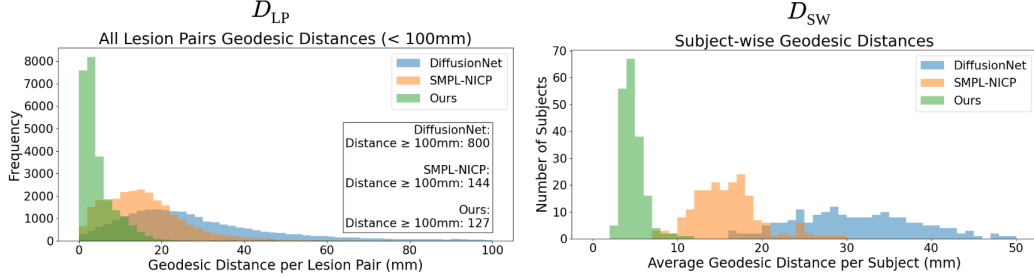 D_LP
All Lesion Pairs Geodesic Distances (< 100mm)
Frequency
8000
7000
6000
5000
4000
3000
2000
1000
0
0
20
40
60
80
100
Geodesic Distance per Lesion Pair (mm)
DiffusionNet
SMPL-NICP
Ours
DiffusionNet:
Distance ≥ 100mm: 800
SMPL-NICP:
Distance ≥ 100mm: 144
Ours:
Distance ≥ 100mm: 127
D_SW
Subject-wise Geodesic Distances
Number of Subjects
70
60
50
40
30
20
10
0
0
10
20
30
40
50
Average Geodesic Distance per Subject (mm)
DiffusionNet
SMPL-NICP
Ours